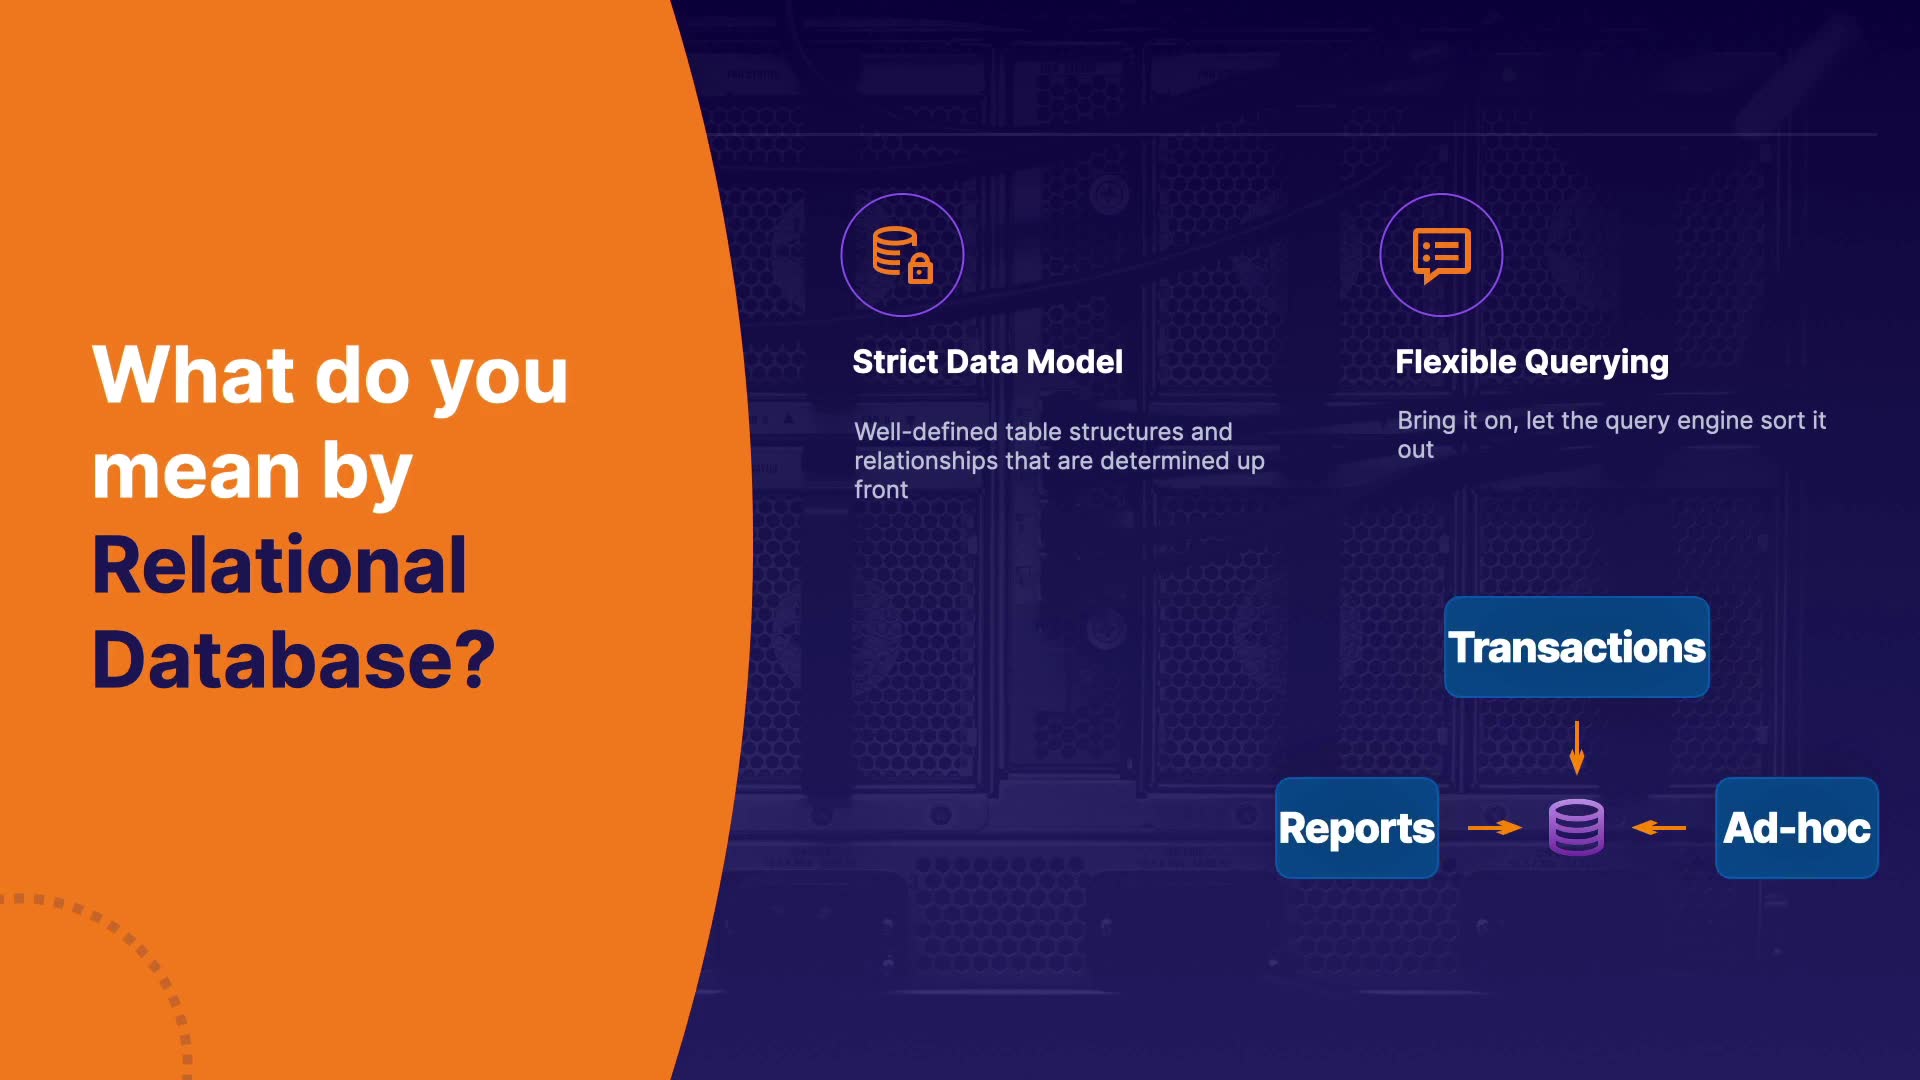 What do you
mean by
Relational
Database?
Strict Data Model
Well-defined table structures and
relationships that are determined up
front
Flexible Querying
Bring it on, let the query engine sort it
out
Transactions
Reports
Ad-hoc